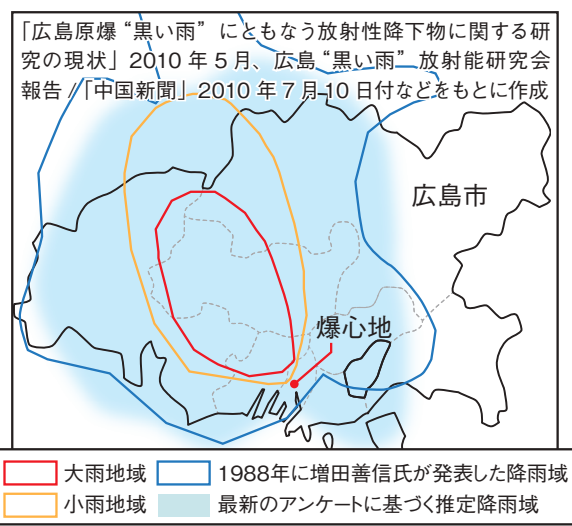 「広島原爆“黒い雨”にともなう放射性降下物に関する研
究の現状」2010年5月、広島“黒い雨”放射能研究会
報告/「中国新聞」2010年7月10日付などをもとに作成
広島市
爆心地
大雨地域
1988年に増田善信氏が発表した降雨域
小雨地域
最新のアンケートに基づく推定降雨域